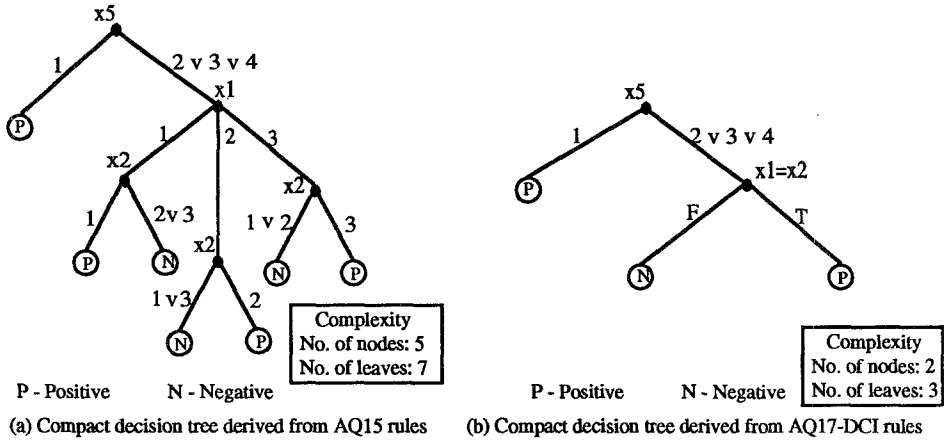 x5
1
2 v 3 v 4
P
x1
1
2
3
x2
x2
1
2v 3
1 v 2
3
P
N
x2
N
P
1 v3
2
N
P
Complexity
No. of nodes: 5
No. of leaves: 7
P - Positive
N - Negative
(a) Compact decision tree derived from AQ15 rules
x5
1
2 v 3 v 4
P
x1=x2
F
T
N
P
Complexity
No. of nodes: 2
No. of leaves: 3
P - Positive
N - Negative
(b) Compact decision tree derived from AQ17-DCI rules